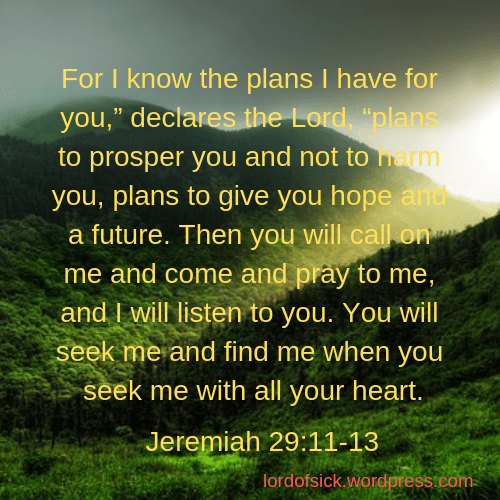 For I know the plans I have for
you,” declares the Lord, “plans
to prosper you and not to harm
you, plans to give you hope and
a future. Then you will call on
me and come and pray to me,
and I will listen to you. You will
seek me and find me when you
seek me with all your heart.
Jeremiah 29:11-13
lordofsick.wordpress.com